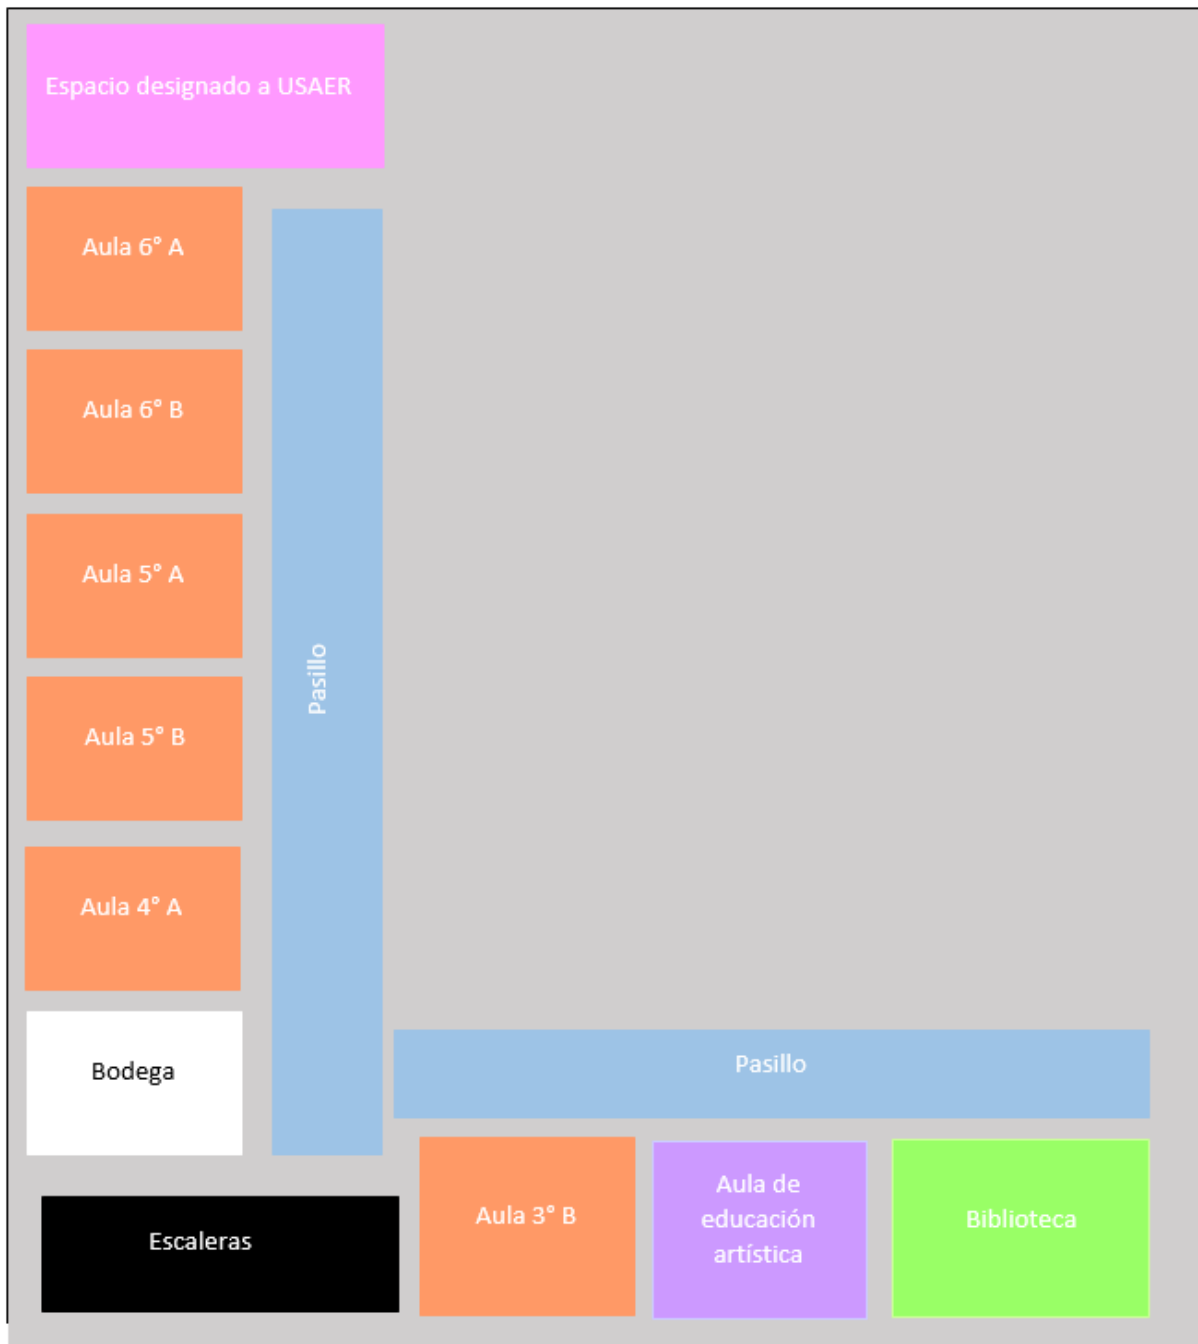 Espacio designado a USAER
Aula 6° A
Aula 6° B
Aula 5° A
Pasillo
Aula 5° B
Aula 4° A
Bodega
Pasillo
Escaleras
Aula 3° B
Aula de
educación
artística
Biblioteca